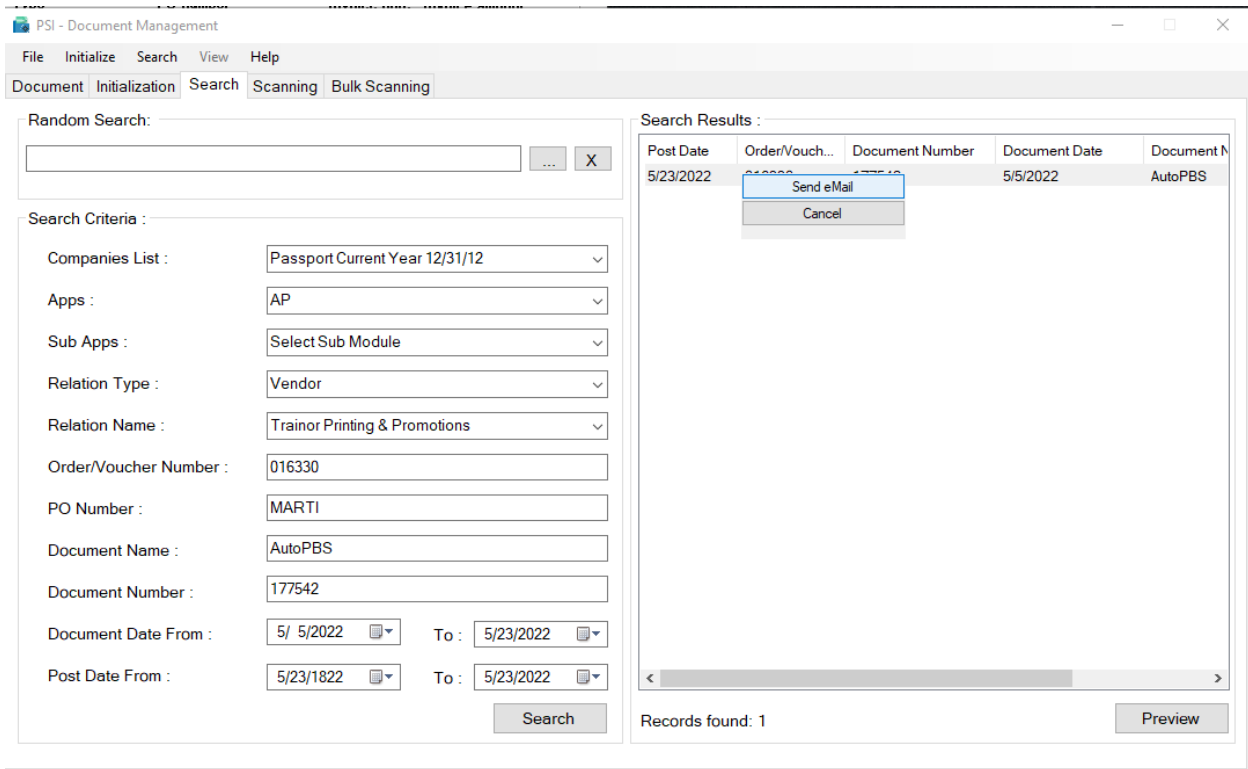 PSI - Document Management
File Initialize Search View Help
Document Initialization Search Scanning Bulk Scanning
Random Search:
... X
Search Criteria :
Companies List : Passport Current Year 12/31/12
Apps : AP
Sub Apps : Select Sub Module
Relation Type : Vendor
Relation Name : Trainor Printing & Promotions
Order/Voucher Number : 016330
PO Number : MARTI
Document Name : AutoPBS
Document Number : 177542
Document Date From : 5/ 5/2022 To : 5/23/2022
Post Date From : 5/23/1822 To : 5/23/2022
Search
Search Results :
Post Date Order/Vouch... Document Number Document Date Document N
5/23/2022 5/5/2022 AutoPBS
Send eMail
Cancel
Records found: 1 Preview